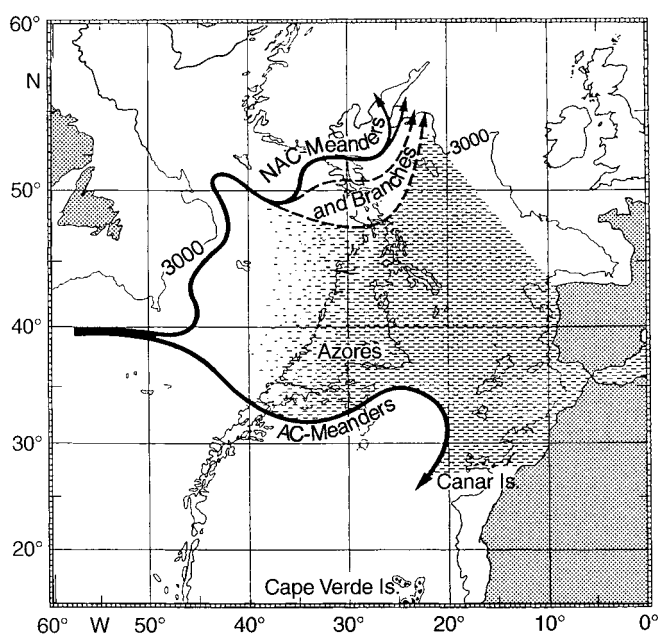 60°
N
NAC-Meanders
and Branches
3000
50°
3000
40°
Azores
AC-Meanders
30°
Canar Is.
20°
Cape Verde Is.
60° W 50° 40° 30° 20° 10° 0°